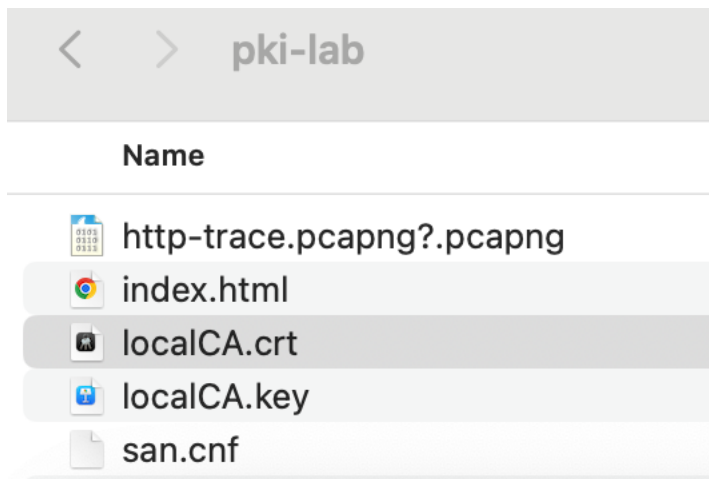 pki-lab
Name
http-trace.pcapng?.pcapng
index.html
localCA.crt
localCA.key
san.cnf